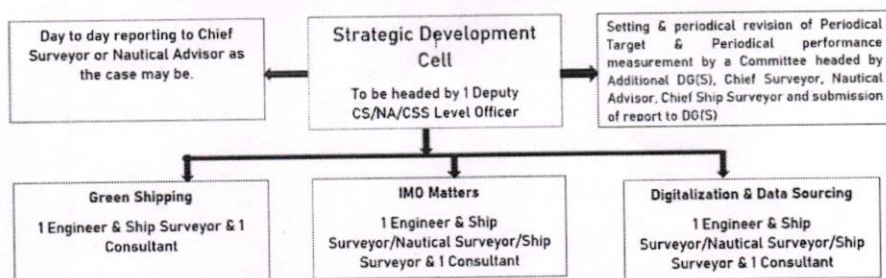 Day to day reporting to Chief
Surveyor or Nautical Advisor as
the case may be.
Strategic Development
Cell
To be headed by 1 Deputy
CS/NA/CSS Level Officer
Setting & periodical revision of Periodical
Target & Periodical performance
measurement by a Committee headed by
Additional DG(S), Chief Surveyor, Nautical
Advisor, Chief Ship Surveyor and submission
of report to DG(S)
Green Shipping
1 Engineer & Ship Surveyor & 1
Consultant
IMO Matters
1 Engineer & Ship
Surveyor/Nautical Surveyor/Ship
Surveyor & 1 Consultant
Digitalization & Data Sourcing
1 Engineer & Ship
Surveyor/Nautical Surveyor/Ship
Surveyor & 1 Consultant